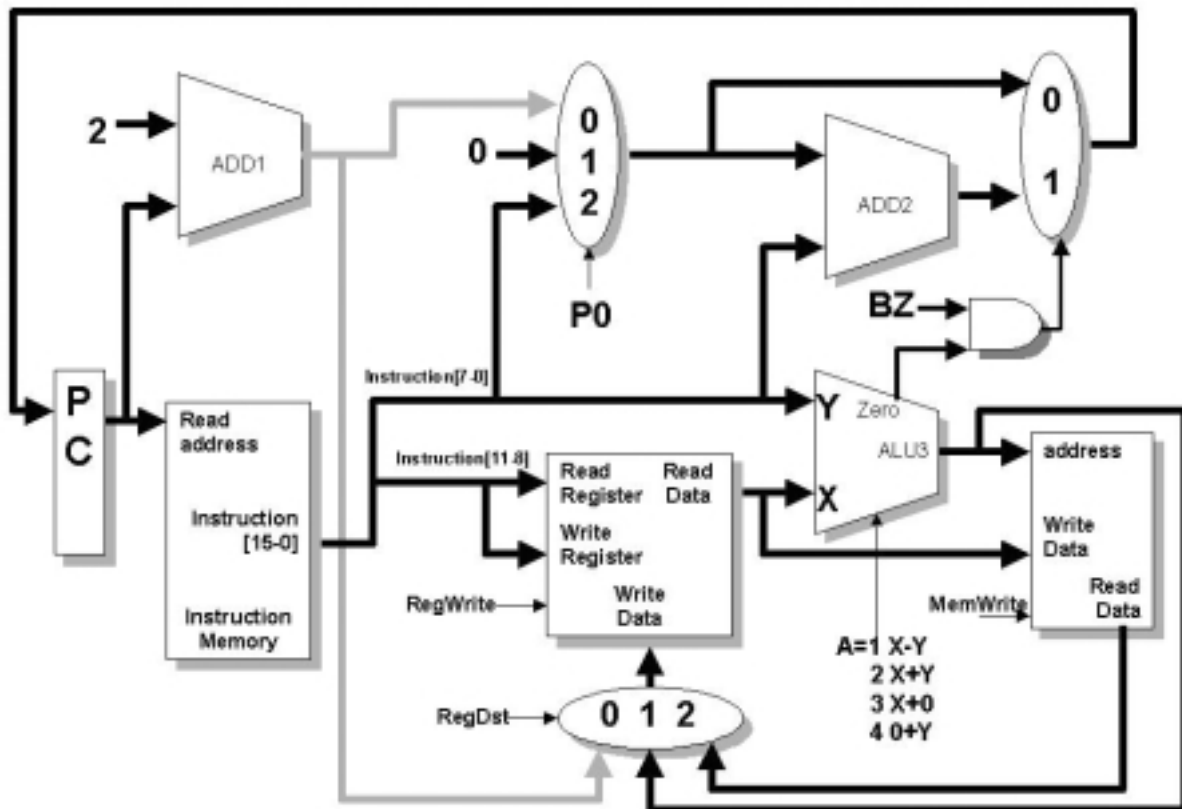 2
ADD1
0
0
1
2
P0
ADD2
0
1
BZ
P
C
Read
address
Instruction
[15-0]
Instruction
Memory
Instruction[7-0]
Instruction[11-8]
Read
Register
Read
Data
Write
Register
Write
Data
RegWrite
RegDst
0 1 2
Y
Zero
ALU3
X
A=1 X-Y
2 X+Y
3 X+0
4 0+Y
address
Write
Data
Read
Data
MemWrite